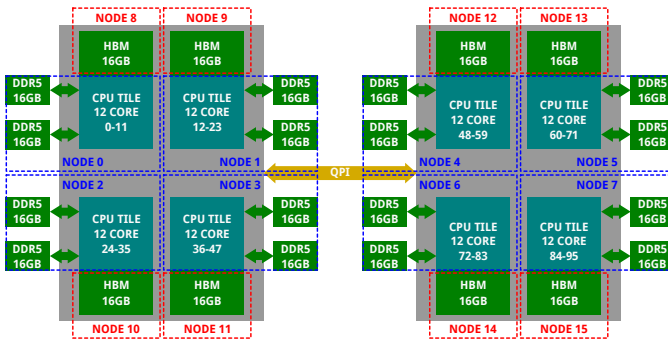 NODE 8
NODE 9
NODE 12
NODE 13
HBM
16GB
HBM
16GB
HBM
16GB
HBM
16GB
DDR5
16GB
CPU TILE
12 CORE
0-11
CPU TILE
12 CORE
12-23
DDR5
16GB
DDR5
16GB
CPU TILE
12 CORE
48-59
CPU TILE
12 CORE
60-71
DDR5
16GB
DDR5
16GB
DDR5
16GB
DDR5
16GB
DDR5
16GB
NODE 0
NODE 1
QPI
NODE 4
NODE 5
NODE 2
NODE 3
NODE 6
NODE 7
DDR5
16GB
CPU TILE
12 CORE
24-35
CPU TILE
12 CORE
36-47
DDR5
16GB
DDR5
16GB
CPU TILE
12 CORE
72-83
CPU TILE
12 CORE
84-95
DDR5
16GB
DDR5
16GB
DDR5
16GB
DDR5
16GB
DDR5
16GB
HBM
16GB
HBM
16GB
HBM
16GB
HBM
16GB
NODE 10
NODE 11
NODE 14
NODE 15